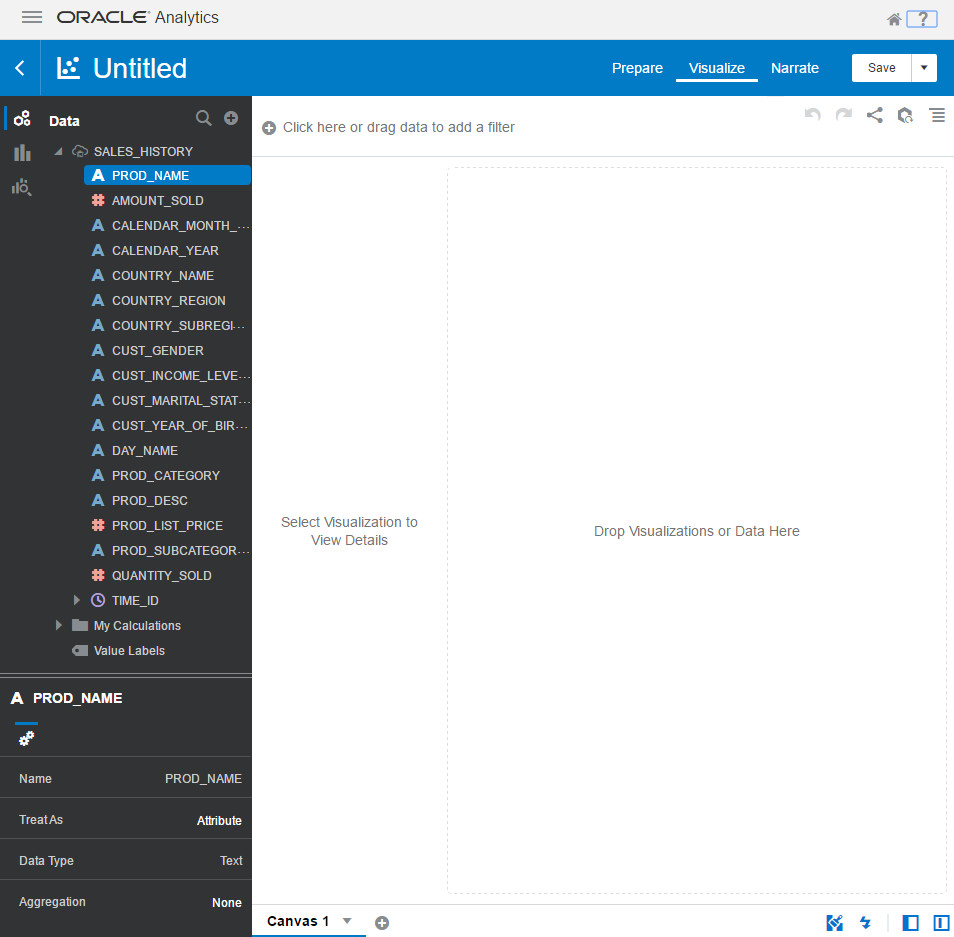 ORACLE Analytics
?
Untitled
Prepare
Visualize
Narrate
Save
Data
Click here or drag data to add a filter
SALES_HISTORY
A PROD_NAME
# AMOUNT_SOLD
A CALENDAR_MONTH_...
A CALENDAR_YEAR
A COUNTRY_NAME
A COUNTRY_REGION
A COUNTRY_SUBREGI...
A CUST_GENDER
A CUST_INCOME_LEVE...
A CUST_MARITAL_STAT...
A CUST_YEAR_OF_BIR...
A DAY_NAME
A PROD_CATEGORY
A PROD_DESC
# PROD_LIST_PRICE
A PROD_SUBCATEGOR...
# QUANTITY_SOLD
TIME_ID
My Calculations
Value Labels
Select Visualization to
View Details
Drop Visualizations or Data Here
A PROD_NAME
Name PROD_NAME
Treat As Attribute
Data Type Text
Aggregation None
Canvas 1